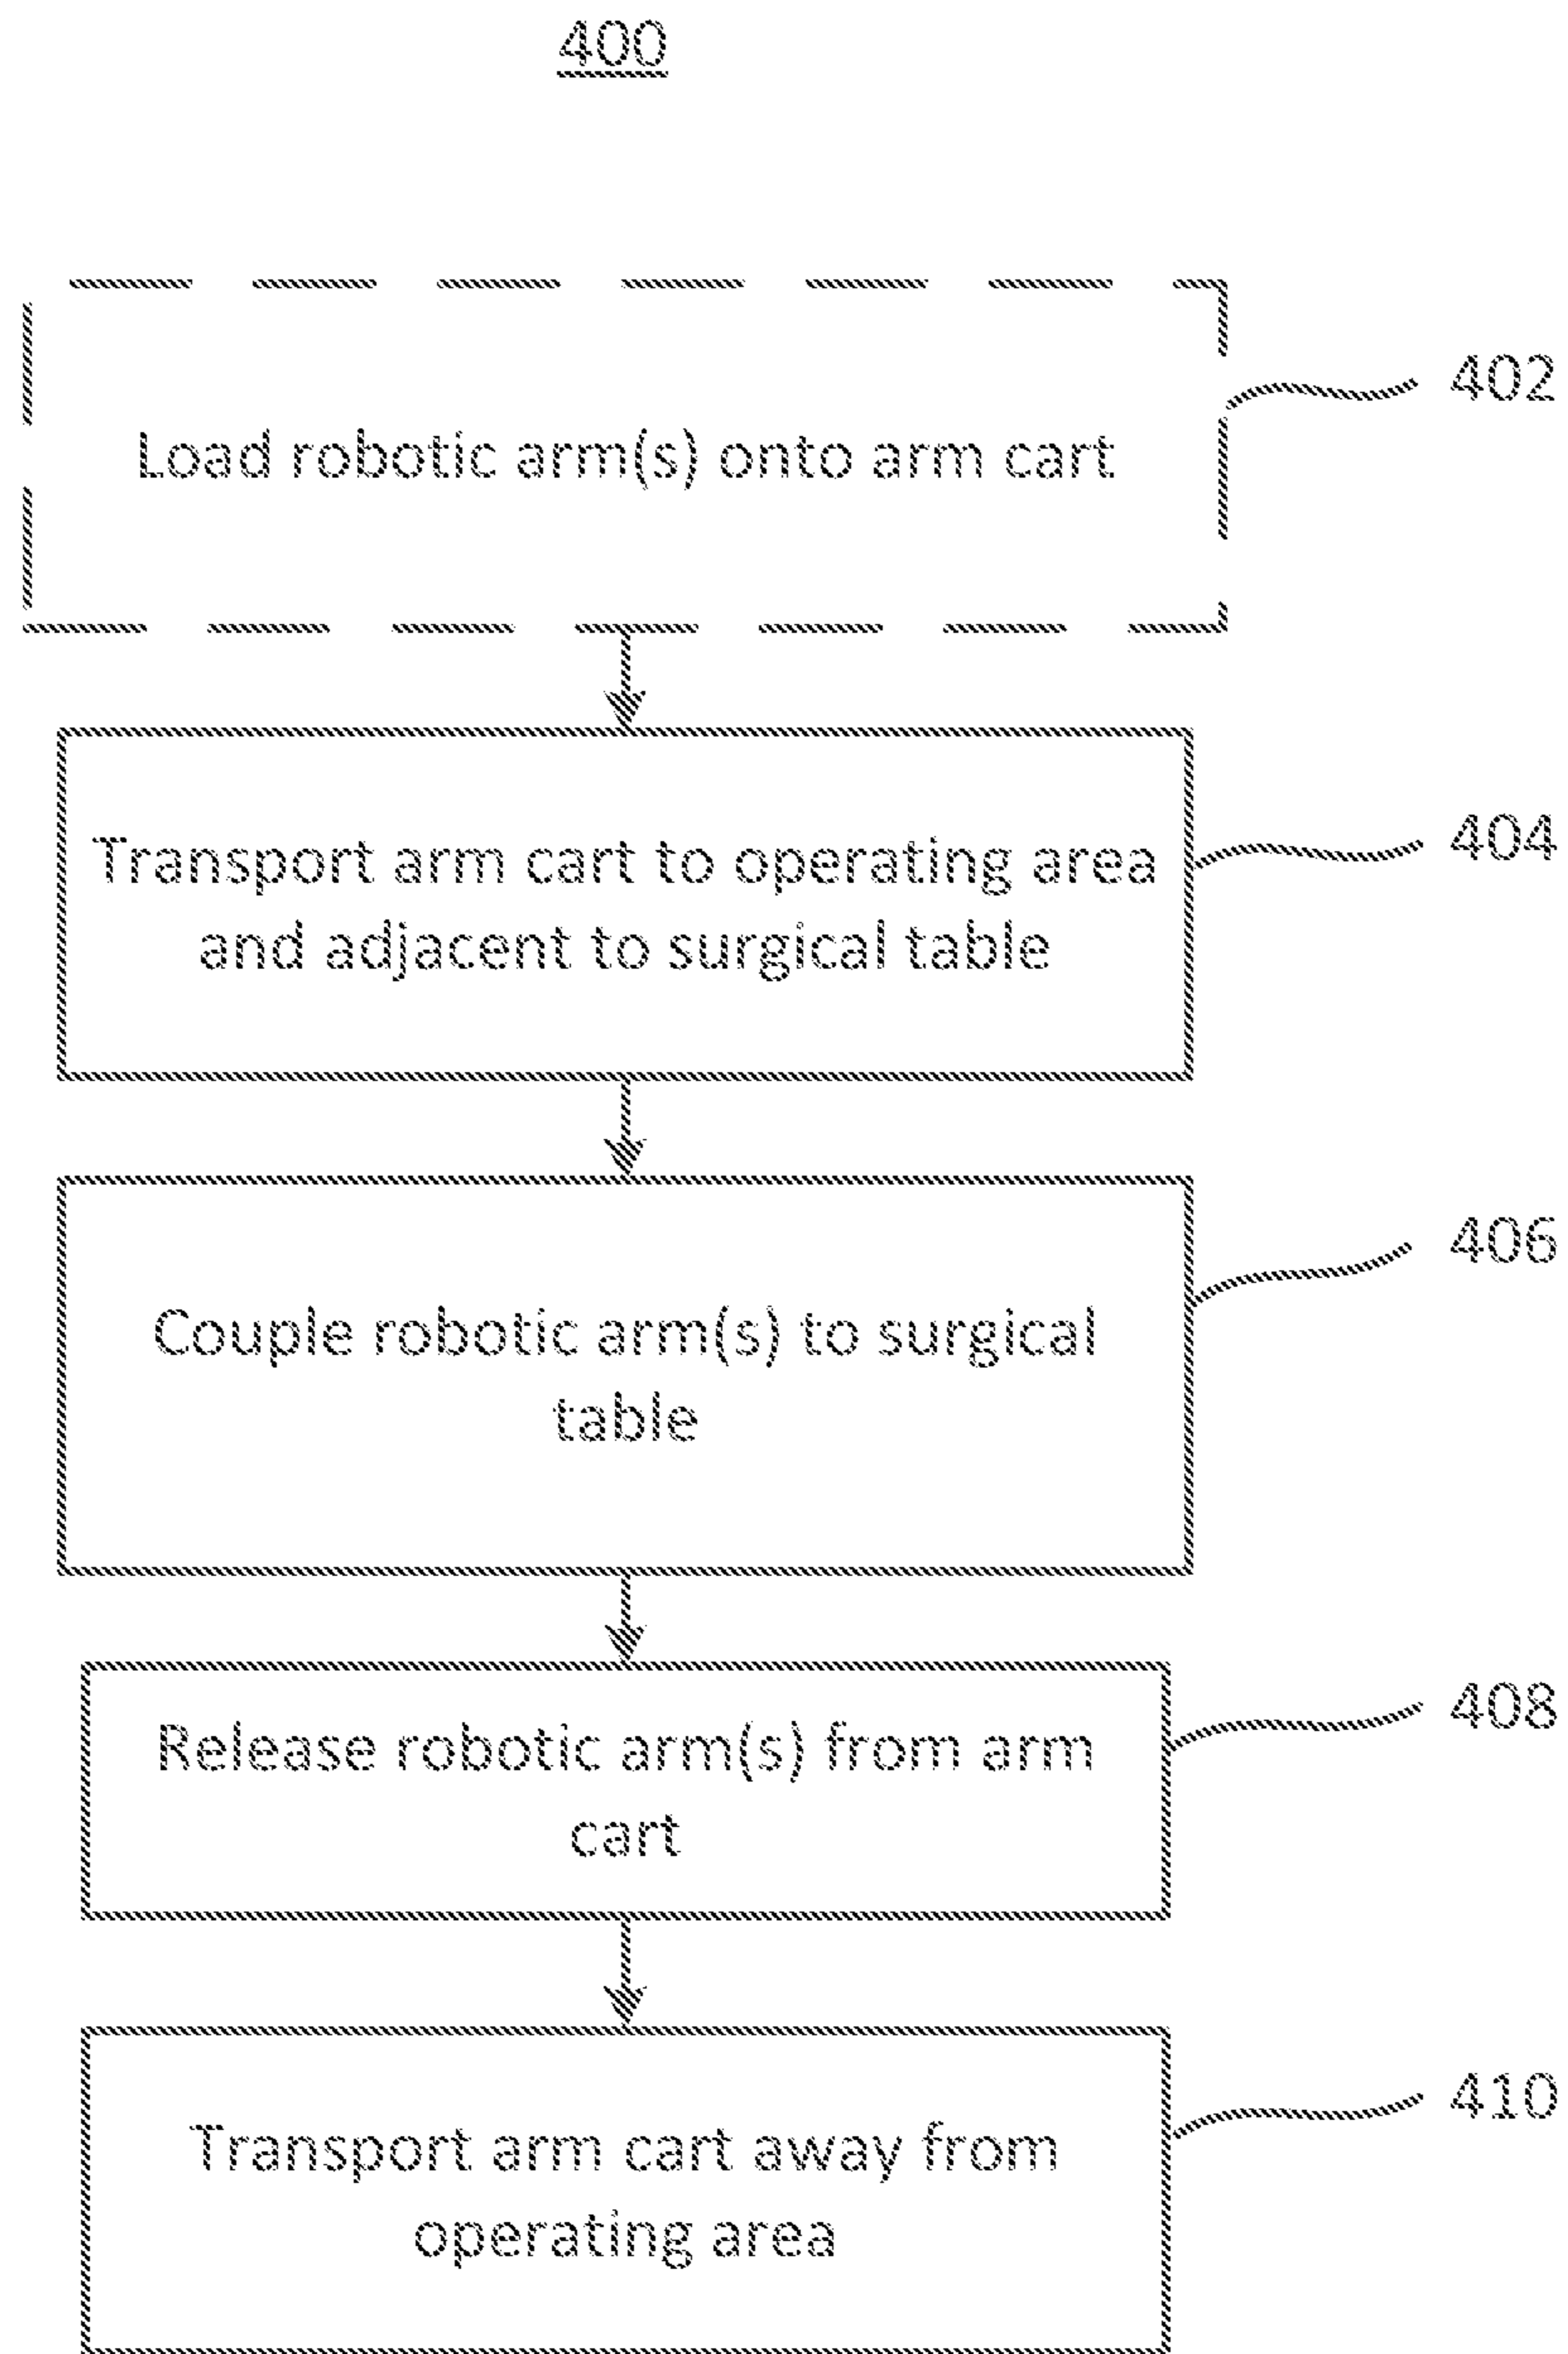 400
Load robotic arm(s) onto arm cart
402
Transport arm cart to operating area
and adjacent to surgical table
404
Couple robotic arm(s) to surgical
table
406
Release robotic arm(s) from arm
cart
408
Transport arm cart away from
operating area
410